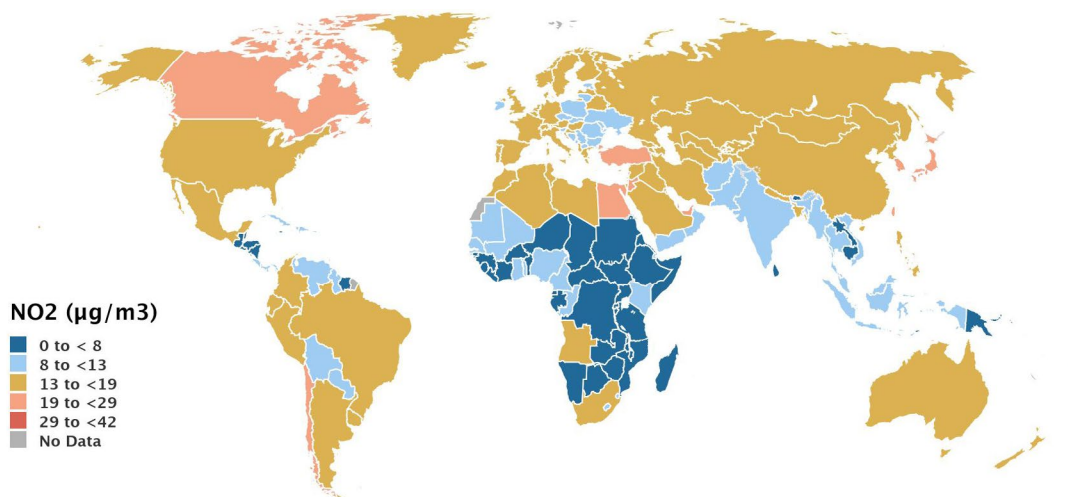 NO2 (µg/m3)
0 to < 8
8 to <13
13 to <19
19 to <29
29 to <42
No Data